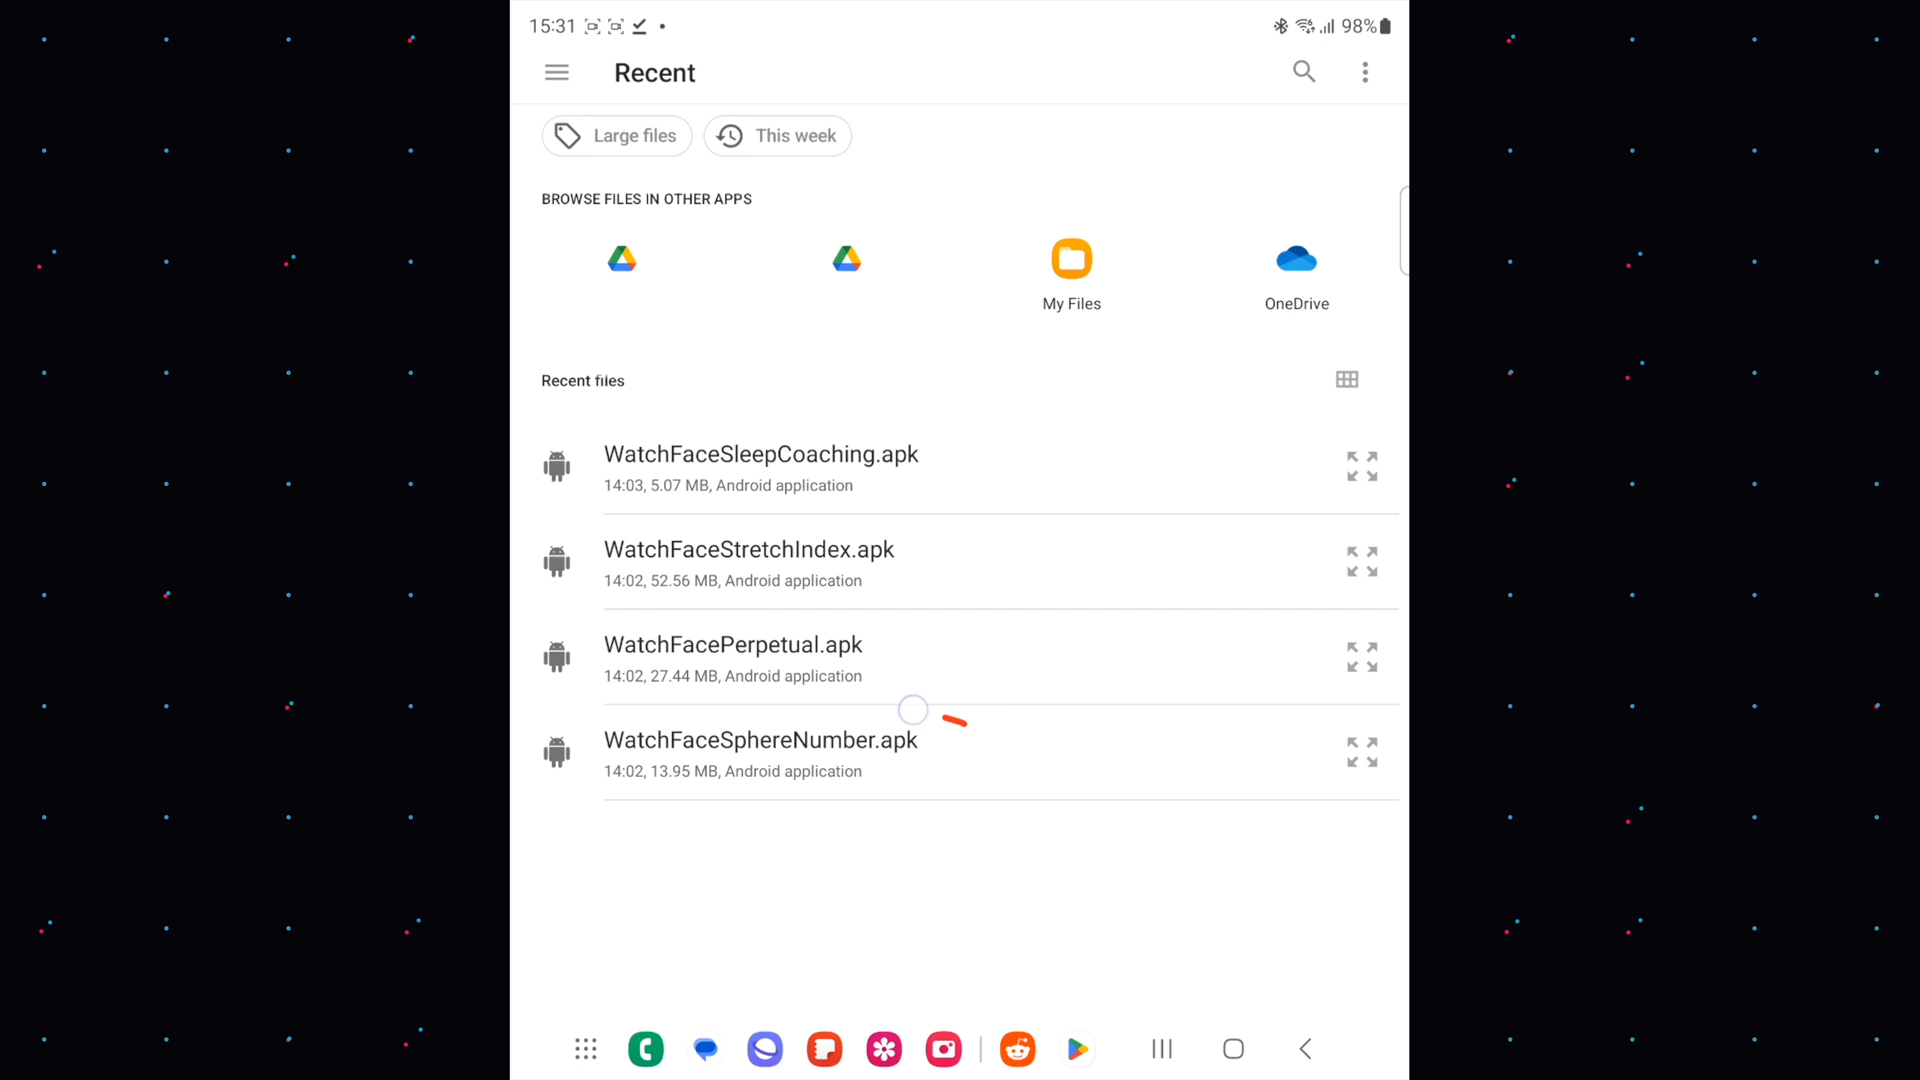 15:31
98%
Recent
Large files
This week
BROWSE FILES IN OTHER APPS
My Files
OneDrive
Recent files
WatchFaceSleepCoaching.apk
14:03, 5.07 MB, Android application
WatchFaceStretchIndex.apk
14:02, 52.56 MB, Android application
WatchFacePerpetual.apk
14:02, 27.44 MB, Android application
WatchFaceSphereNumber.apk
14:02, 13.95 MB, Android application